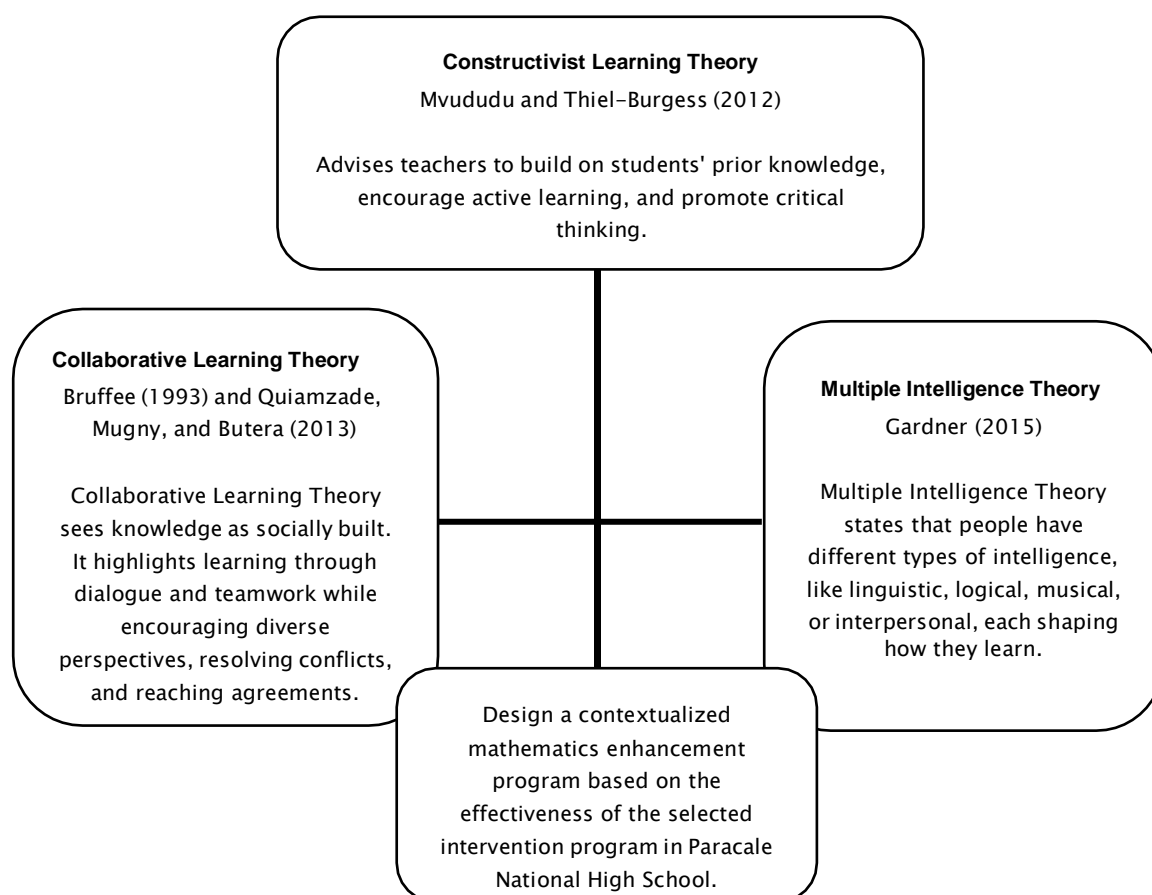 Constructivist Learning Theory
Mvududu and Thiel-Burgess (2012)
Advises teachers to build on students' prior knowledge,
encourage active learning, and promote critical
thinking.
Collaborative Learning Theory
Bruffee (1993) and Quiamzade,
Mugny, and Butera (2013)
Collaborative Learning Theory
sees knowledge as socially built.
It highlights learning through
dialogue and teamwork while
encouraging diverse
perspectives, resolving conflicts,
and reaching agreements.
Multiple Intelligence Theory
Gardner (2015)
Multiple Intelligence Theory
states that people have
different types of intelligence,
like linguistic, logical, musical,
or interpersonal, each shaping
how they learn.
Design a contextualized
mathematics enhancement
program based on the
effectiveness of the selected
intervention program in Paracale
National High School.